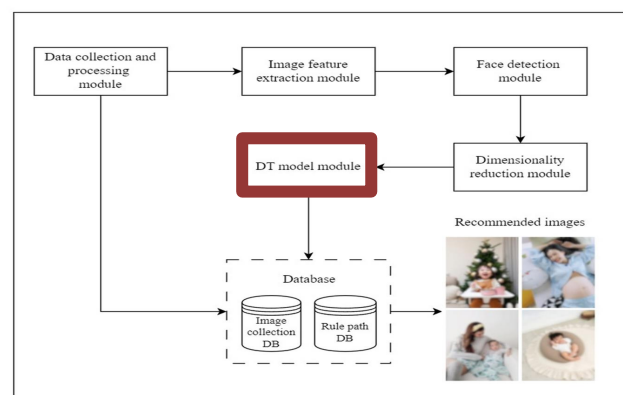 Data collection and
processing
module
Image feature
extraction module
Face detection
module
DT model module
Dimensionality
reduction module
Recommended images
Database
Image
collection
DB
Rule path
DB